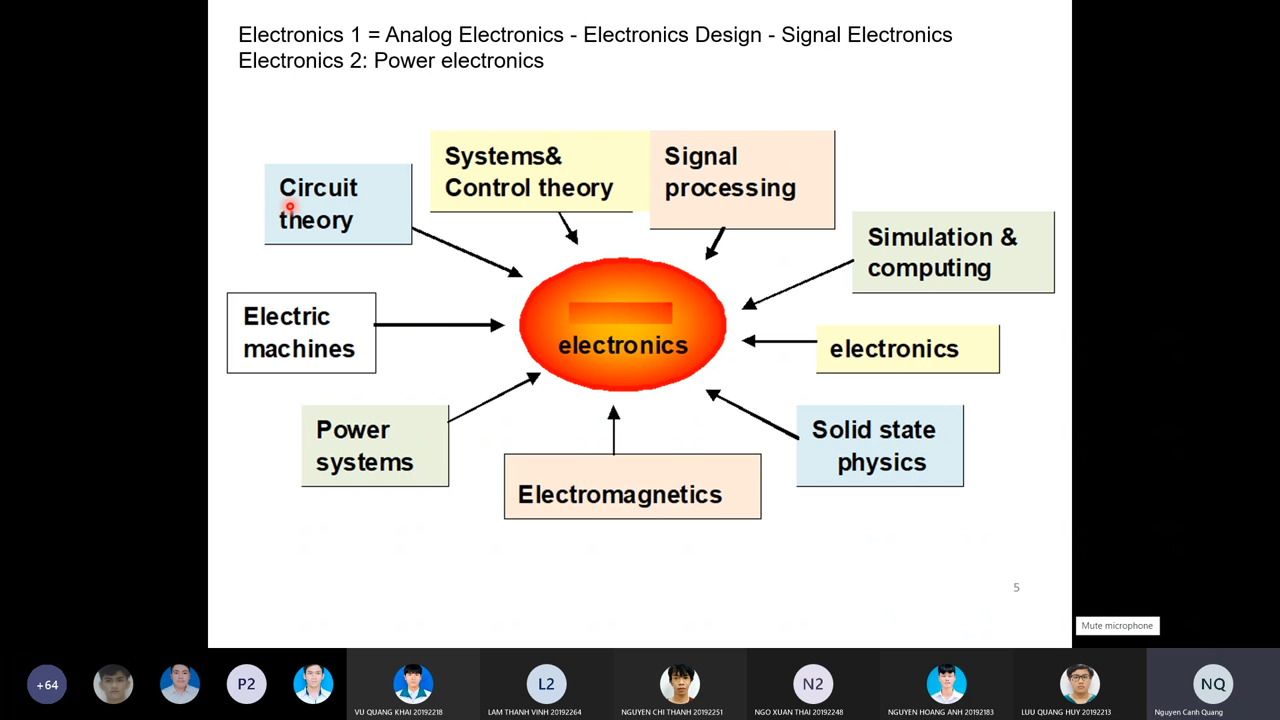 Electronics 1 = Analog Electronics - Electronics Design - Signal Electronics
Electronics 2: Power electronics
Systems&
Control theory
Signal
processing
Circuit
theory
Simulation &
computing
Electric
machines
electronics
electronics
Power
systems
Solid state
physics
Electromagnetics
5
Mute microphone
+64
P2
L2
N2
NQ
VU QUANG KHAI 20192218
LAM THANH VINH 20192264
NGUYEN CHI THANH 20192251
NGO XUAN THAI 20192248
NGUYEN HOANG ANH 20192183
LUU QUANG HUY 20192213
Nguyen Canh Quang